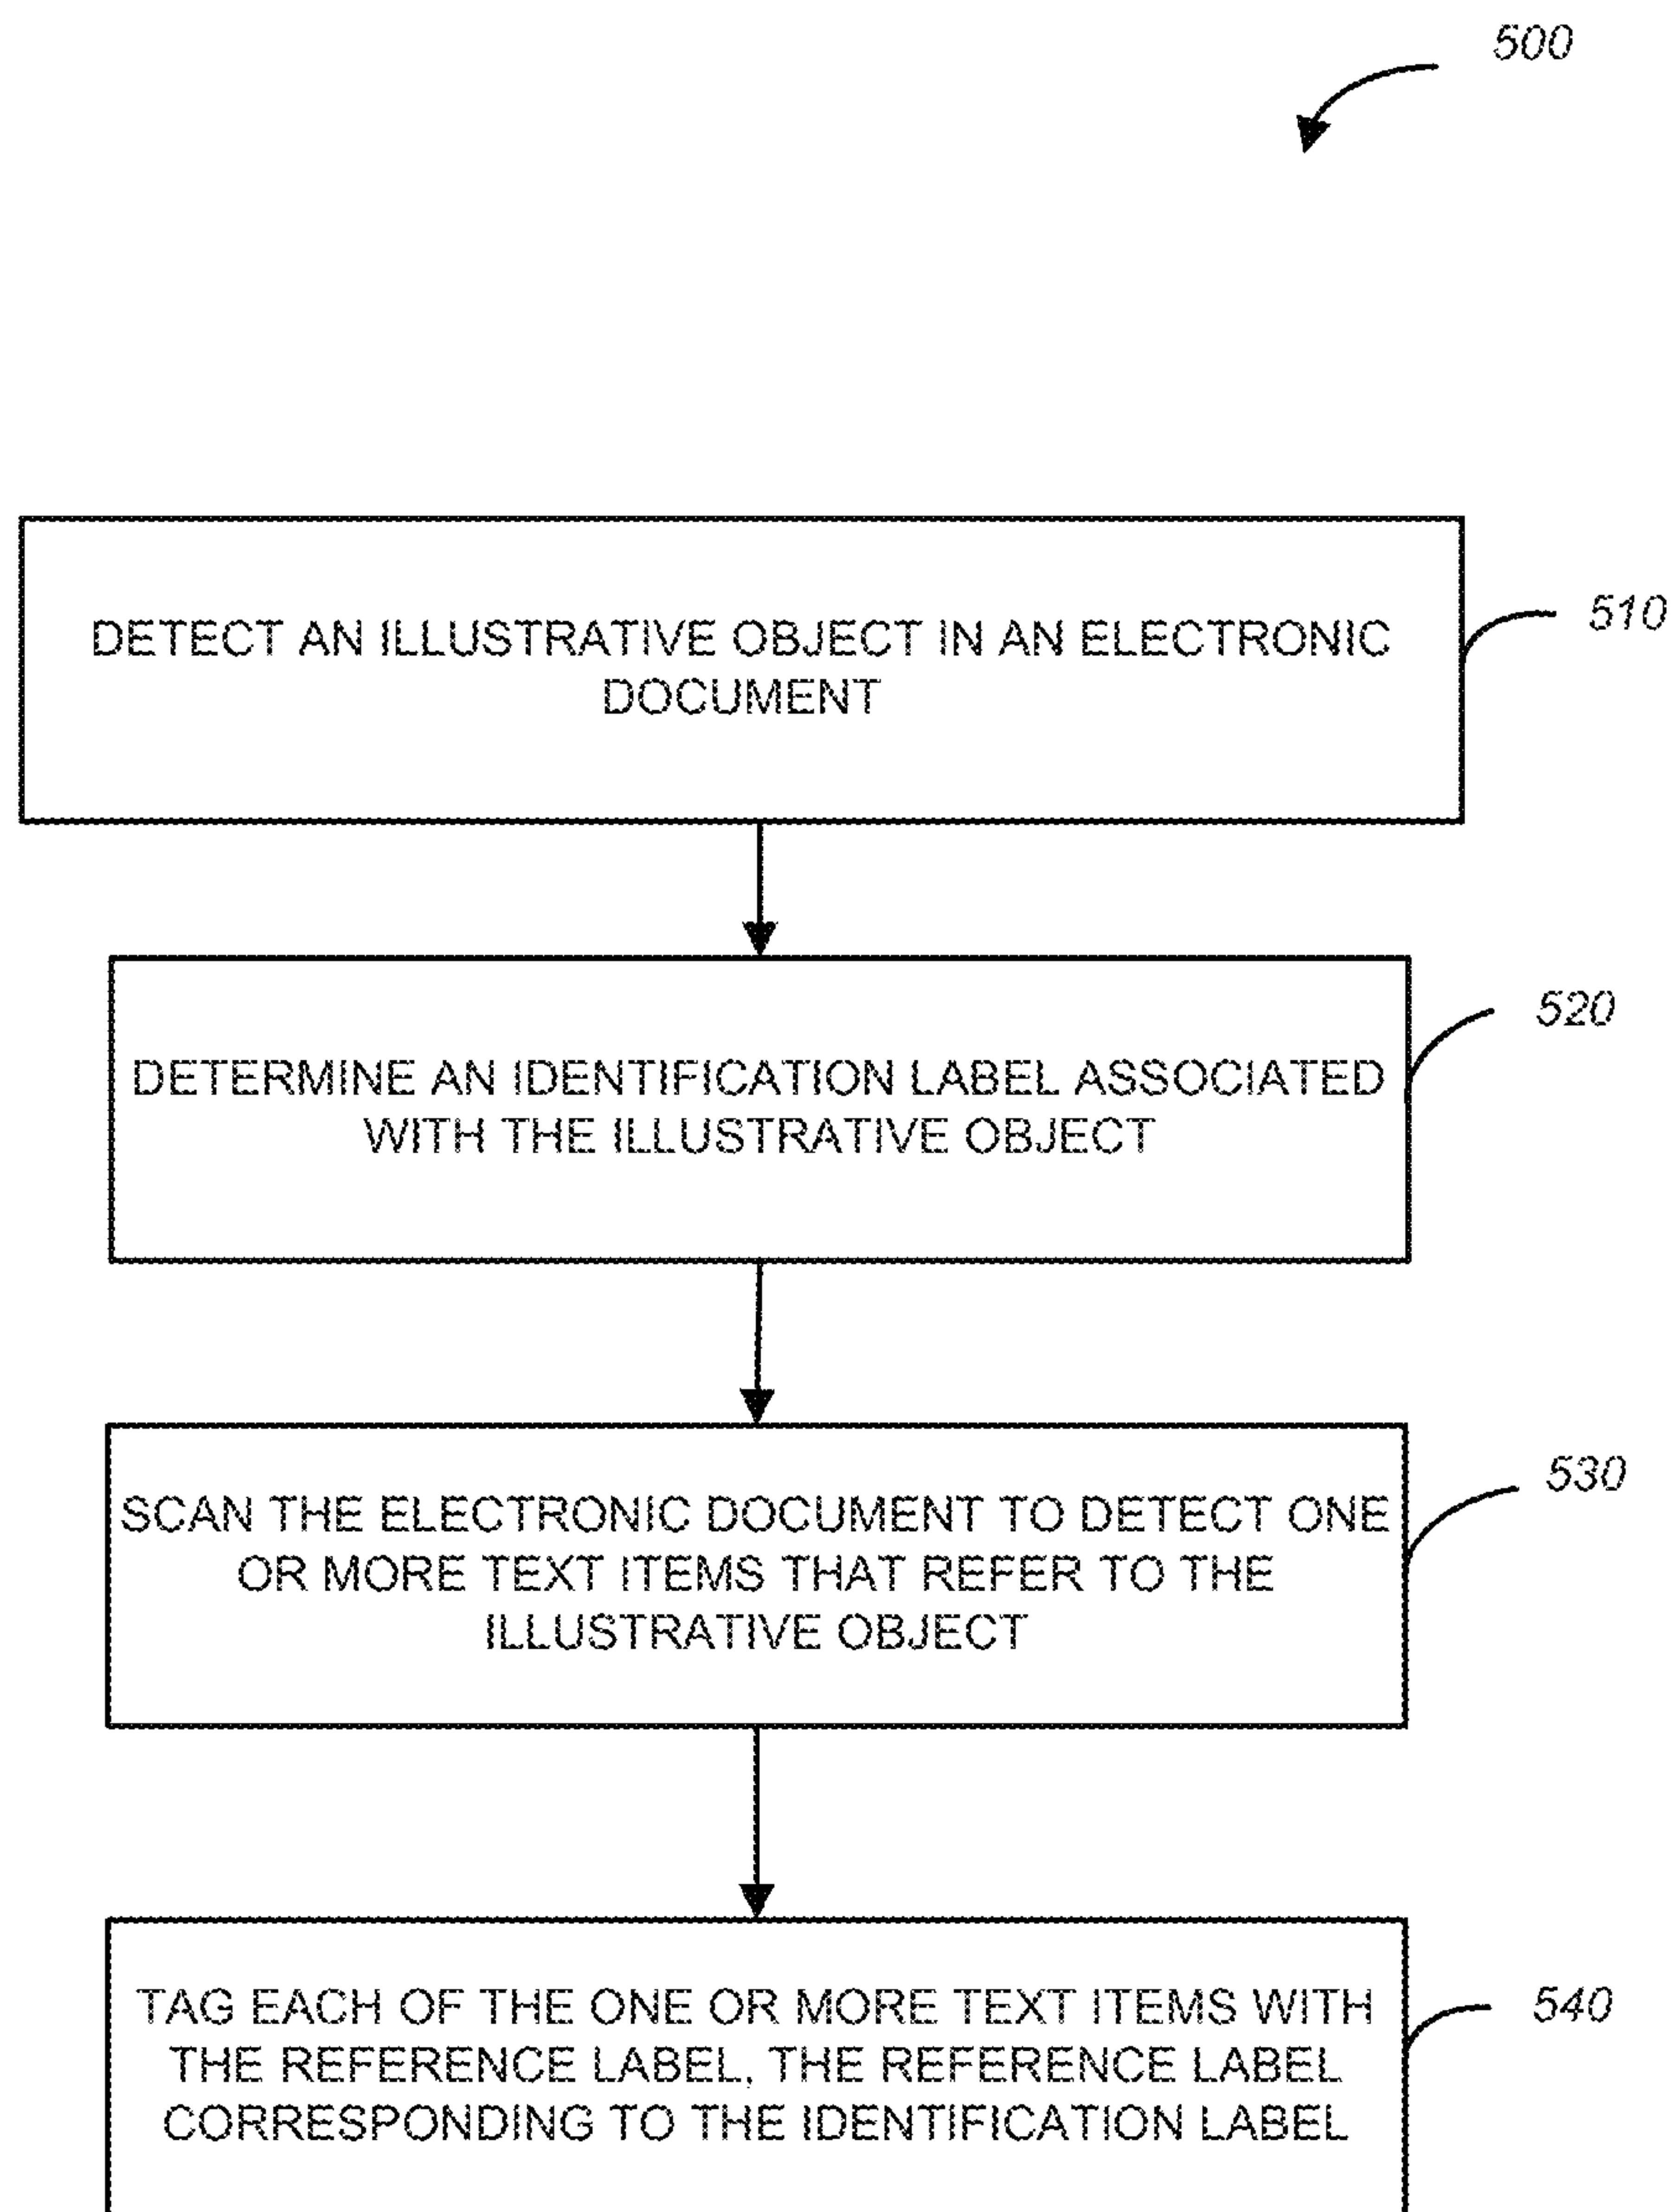 500
DETECT AN ILLUSTRATIVE OBJECT IN AN ELECTRONIC
DOCUMENT
510
DETERMINE AN IDENTIFICATION LABEL ASSOCIATED
WITH THE ILLUSTRATIVE OBJECT
520
SCAN THE ELECTRONIC DOCUMENT TO DETECT ONE
OR MORE TEXT ITEMS THAT REFER TO THE
ILLUSTRATIVE OBJECT
530
TAG EACH OF THE ONE OR MORE TEXT ITEMS WITH
THE REFERENCE LABEL, THE REFERENCE LABEL
CORRESPONDING TO THE IDENTIFICATION LABEL
540